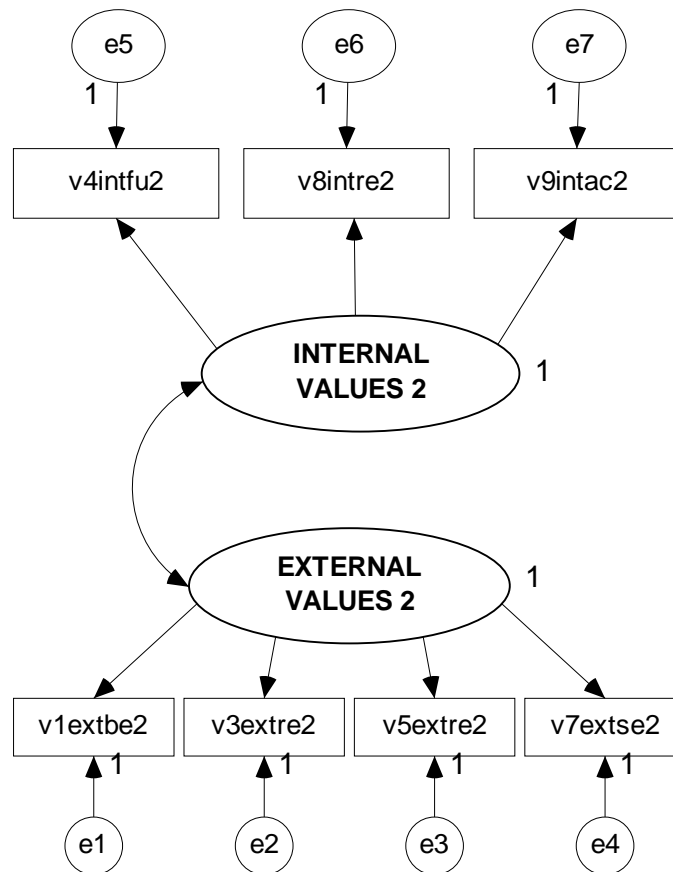 e5 e6 e7
1 1 1
v4intfu2 v8intre2 v9intac2
INTERNAL
VALUES 2
1
EXTERNAL
VALUES 2
1
v1extbe2 v3extre2 v5extre2 v7extse2
1 1 1 1
e1 e2 e3 e4